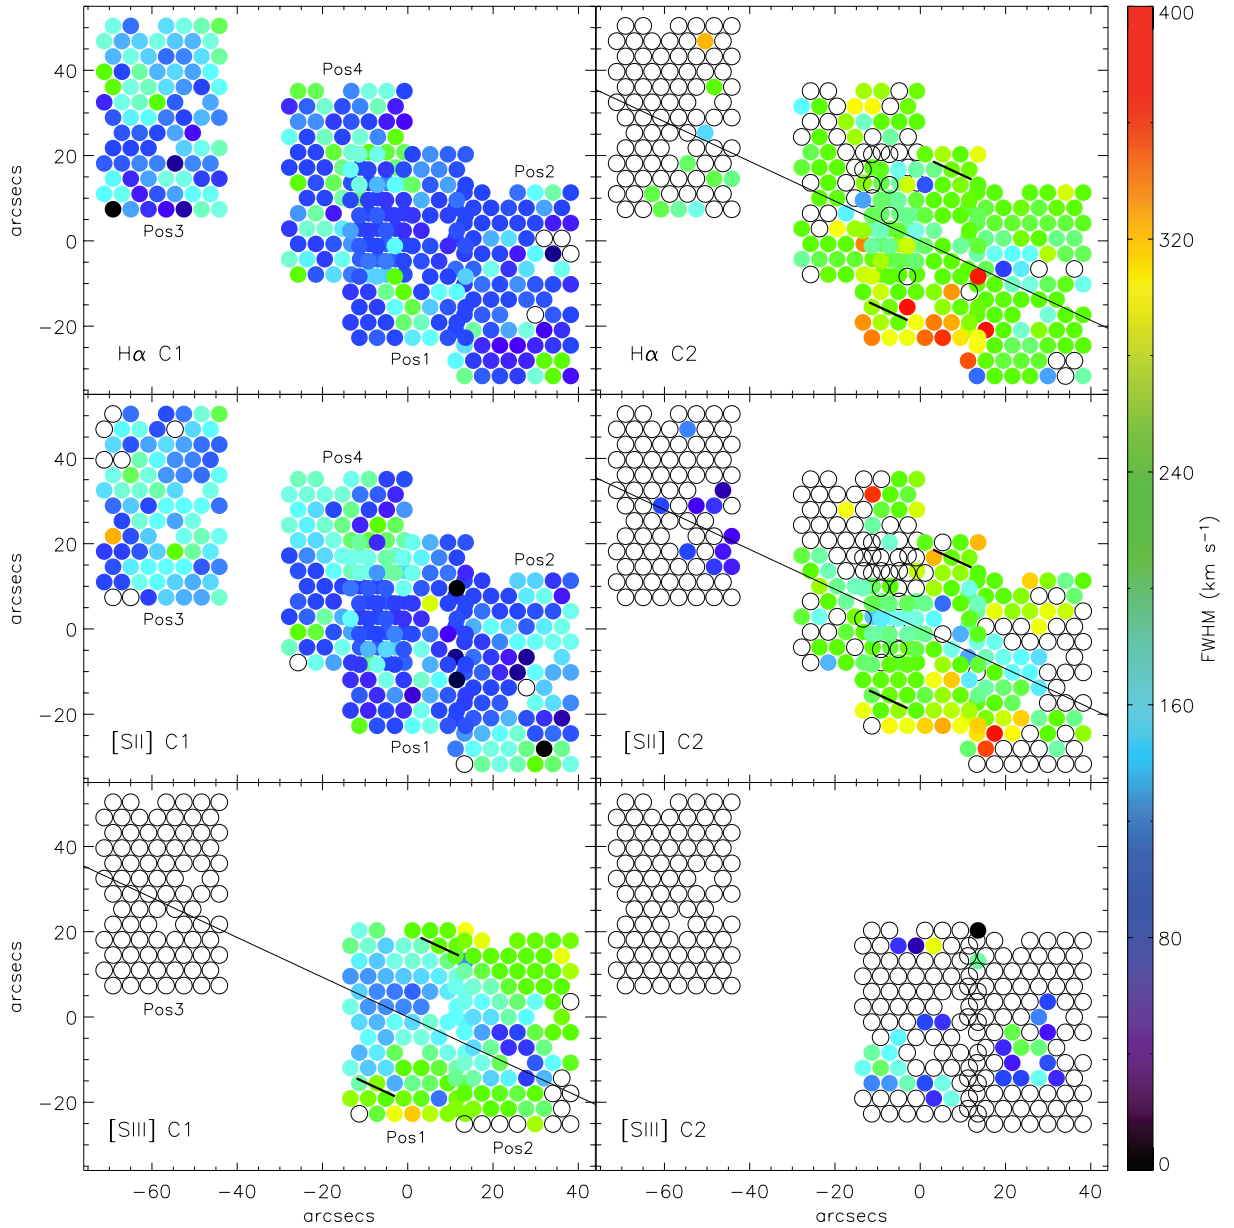 Pos4
Pos2
Pos3
Pos1
Hα C1
Hα C2
arcsecs
40
20
0
−20
Pos4
Pos2
Pos3
Pos1
[SII] C1
[SII] C2
arcsecs
40
20
0
−20
Pos3
Pos1
Pos2
[SIII] C1
[SIII] C2
arcsecs
40
20
0
−20
−60 −40 −20 0 20 40
arcsecs
−60 −40 −20 0 20 40
arcsecs
400
320
240
160
80
0
FWHM (km s⁻¹)